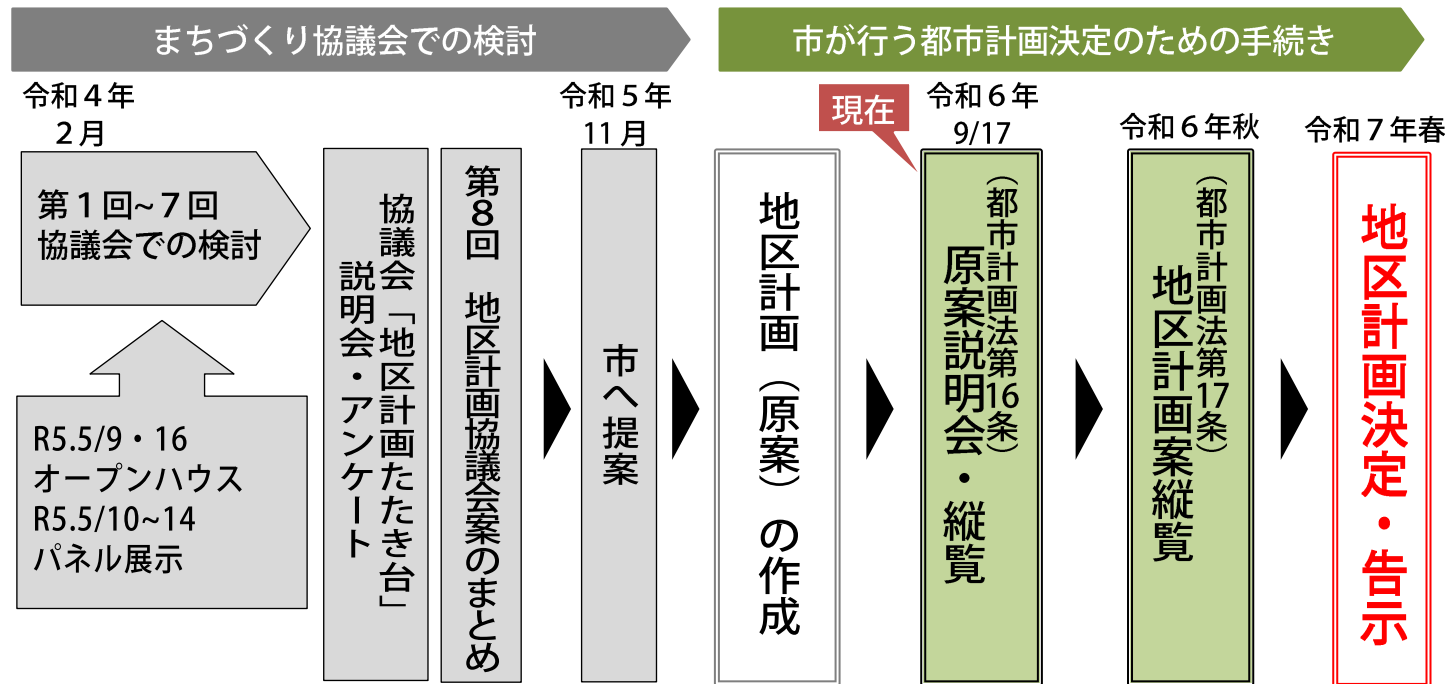 まちづくり協議会での検討
市が行う都市計画決定のための手続き
令和４年
２月
第１回~７回
協議会での検討
R5.5/9・16
オープンハウス
R5.5/10~14
パネル展示
協議会「地区計画たたき台」
説明会・アンケート
第８回　地区計画協議会案のまとめ
令和５年
11月
市へ提案
地区計画（原案）の作成
現在
令和６年
9/17
（都市計画法第16条）
原案説明会・縦覧
令和６年秋
（都市計画法第17条）
地区計画案縦覧
令和７年春
地区計画決定・告示